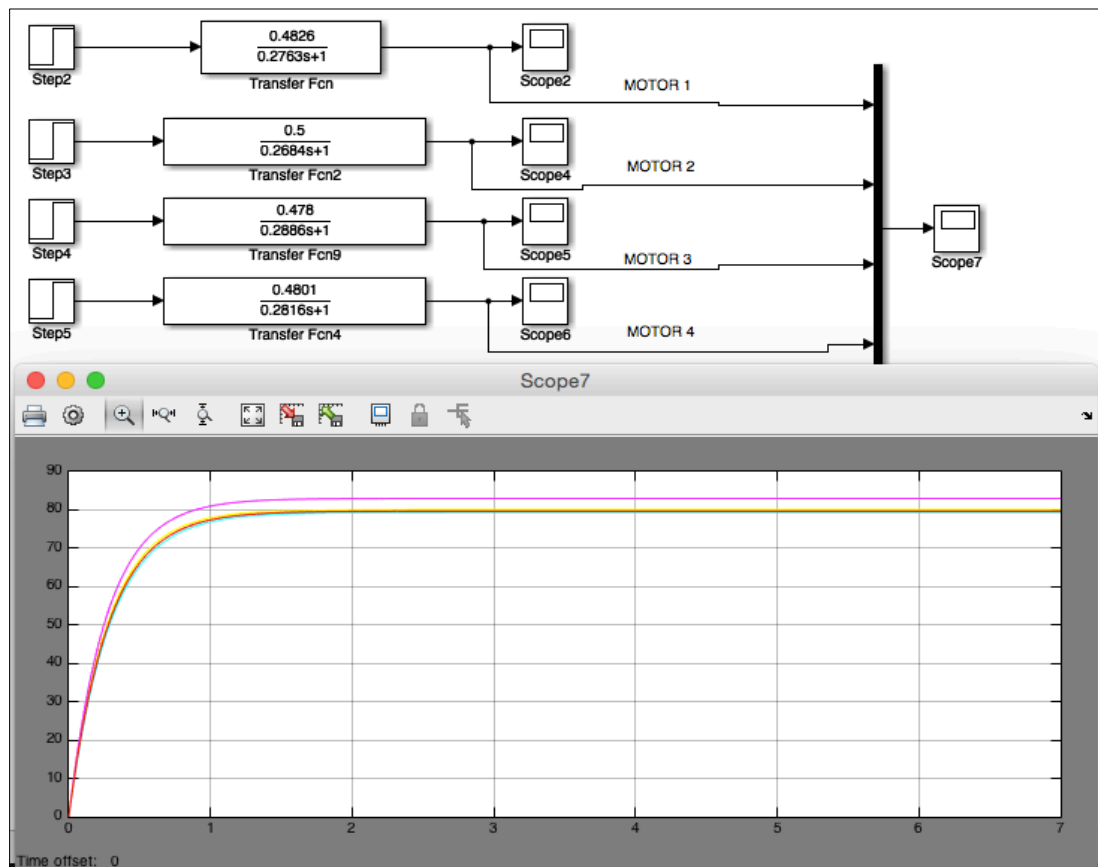 0.4826
0.2763s+1
Step2
Transfer Fcn
Scope2
MOTOR 1
0.5
0.2684s+1
Step3
Transfer Fcn2
Scope4
MOTOR 2
0.478
0.2886s+1
Step4
Transfer Fcn9
Scope5
MOTOR 3
Scope7
0.4801
0.2816s+1
Step5
Transfer Fcn4
Scope6
MOTOR 4
Scope7
90
80
70
60
50
40
30
20
10
0
0 1 2 3 4 5 6 7
Time offset: 0